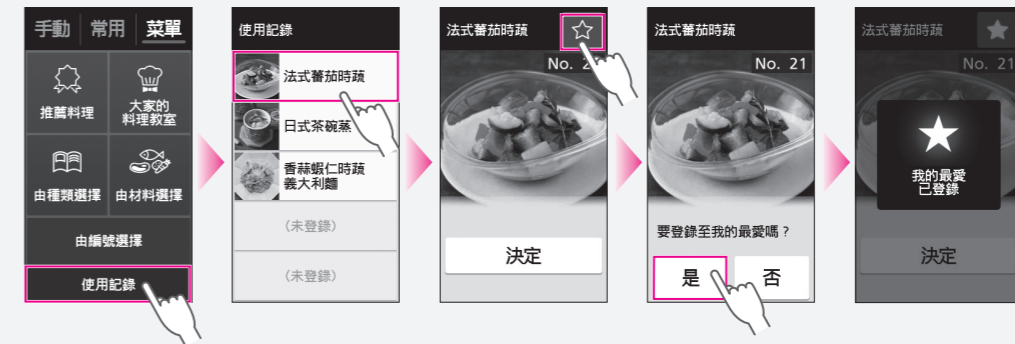 手動 常用 菜單
推薦料理
大家的
料理教室
由種類選擇
由材料選擇
由編號選擇
使用記錄
使用記錄
法式蕃茄時蔬
日式茶碗蒸
香蒜蝦仁時蔬
義大利麵
(未登錄)
(未登錄)
法式蕃茄時蔬
No. 2
決定
法式蕃茄時蔬
No. 21
要登錄至我的最愛嗎？
是
否
法式蕃茄時蔬
No. 21
我的最愛
已登錄
決定